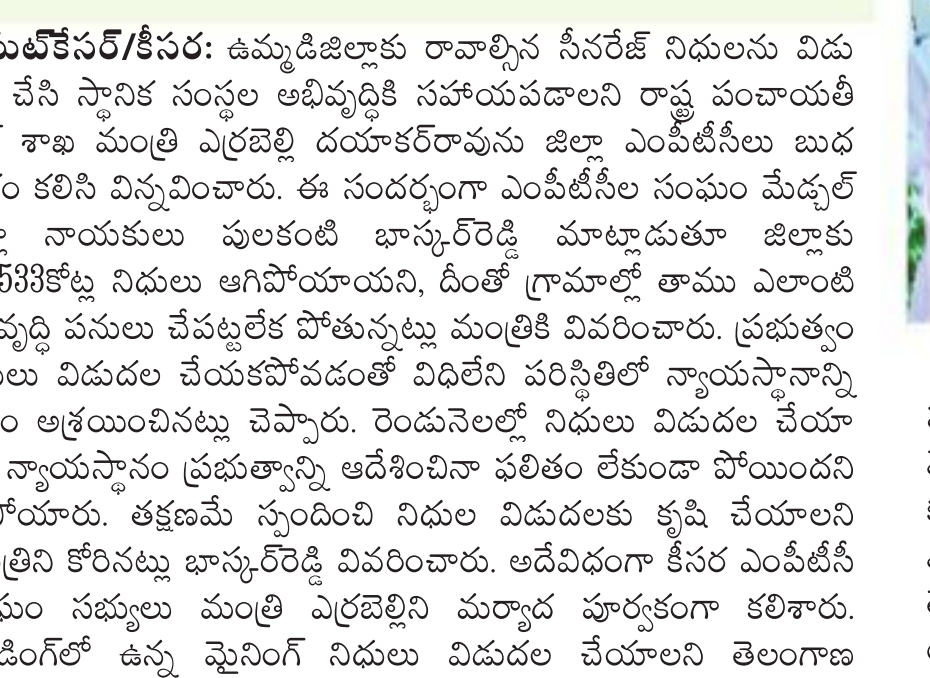 ఉమ్మడిజిల్లాకు రావాల్సిన సీనరేజ్ నిధులను విడు
చేసి స్థానిక సంస్థల అభివృద్ధికి సహాయపడాలని రాష్ట్ర పంచాయతీ
శాఖ మంత్రి ఎర్రబెల్లి దయాకర్‌రావును జిల్లా ఎంపీటీసీలు బుధ
కలిసి విన్నవించారు. ఈ సందర్భంగా ఎంపీటీసీల సంఘం మేడ్చల్
నాయకులు పులకంటి భాస్కర్‌రెడ్డి మాట్లాడుతూ జిల్లాకు
533కోట్ల నిధులు ఆగిపోయాయని, దీంతో గ్రామాల్లో తాము ఎలాంటి
పనులు చేపట్టలేక పోతున్నట్లు మంత్రికి వివరించారు. ప్రభుత్వం
విడుదల చేయకపోవడంతో విధిలేని పరిస్థితిలో న్యాయస్థానాన్ని
అశ్రయించినట్లు చెప్పారు. రెండునెలల్లో నిధులు విడుదల చేయా
న్యాయస్థానం ప్రభుత్వాన్ని ఆదేశించినా ఫలితం లేకుండా పోయిందని
తక్షణమే స్పందించి నిధుల విడుదలకు కృషి చేయాలని
కోరినట్లు భాస్కర్‌రెడ్డి వివరించారు. అదేవిధంగా కీసర ఎంపీటీసీ
సభ్యులు మంత్రి ఎర్రబెల్లిని మర్యాద పూర్వకంగా కలిశారు.
ఉన్న మైనింగ్ నిధులు విడుదల చేయాలని తెలంగాణ